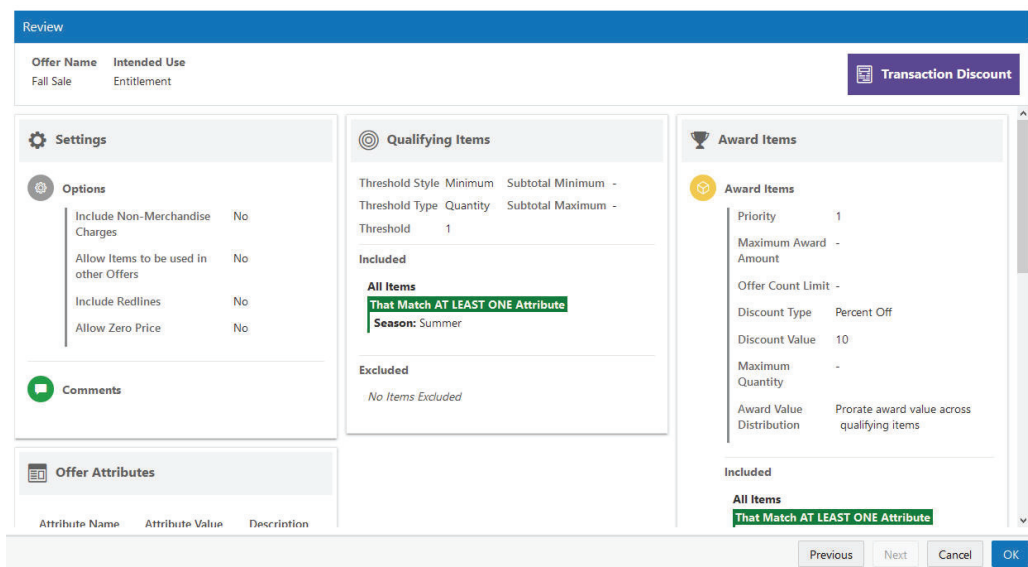 Review
Offer Name Intended Use
Fall Sale Entitlement
Transaction Discount
Settings
Options
Include Non-Merchandise No
Charges
Allow Items to be used in No
other Offers
Include Redlines No
Allow Zero Price No
Comments
Offer Attributes
Attribute Name Attribute Value Description
Qualifying Items
Threshold Style Minimum Subtotal Minimum -
Threshold Type Quantity Subtotal Maximum -
Threshold 1
Included
All Items
That Match AT LEAST ONE Attribute
Season: Summer
Excluded
No Items Excluded
Award Items
Award Items
Priority 1
Maximum Award -
Amount
Offer Count Limit -
Discount Type Percent Off
Discount Value 10
Maximum -
Quantity
Award Value Prorate award value across
Distribution qualifying items
Included
All Items
That Match AT LEAST ONE Attribute
Previous Next Cancel OK